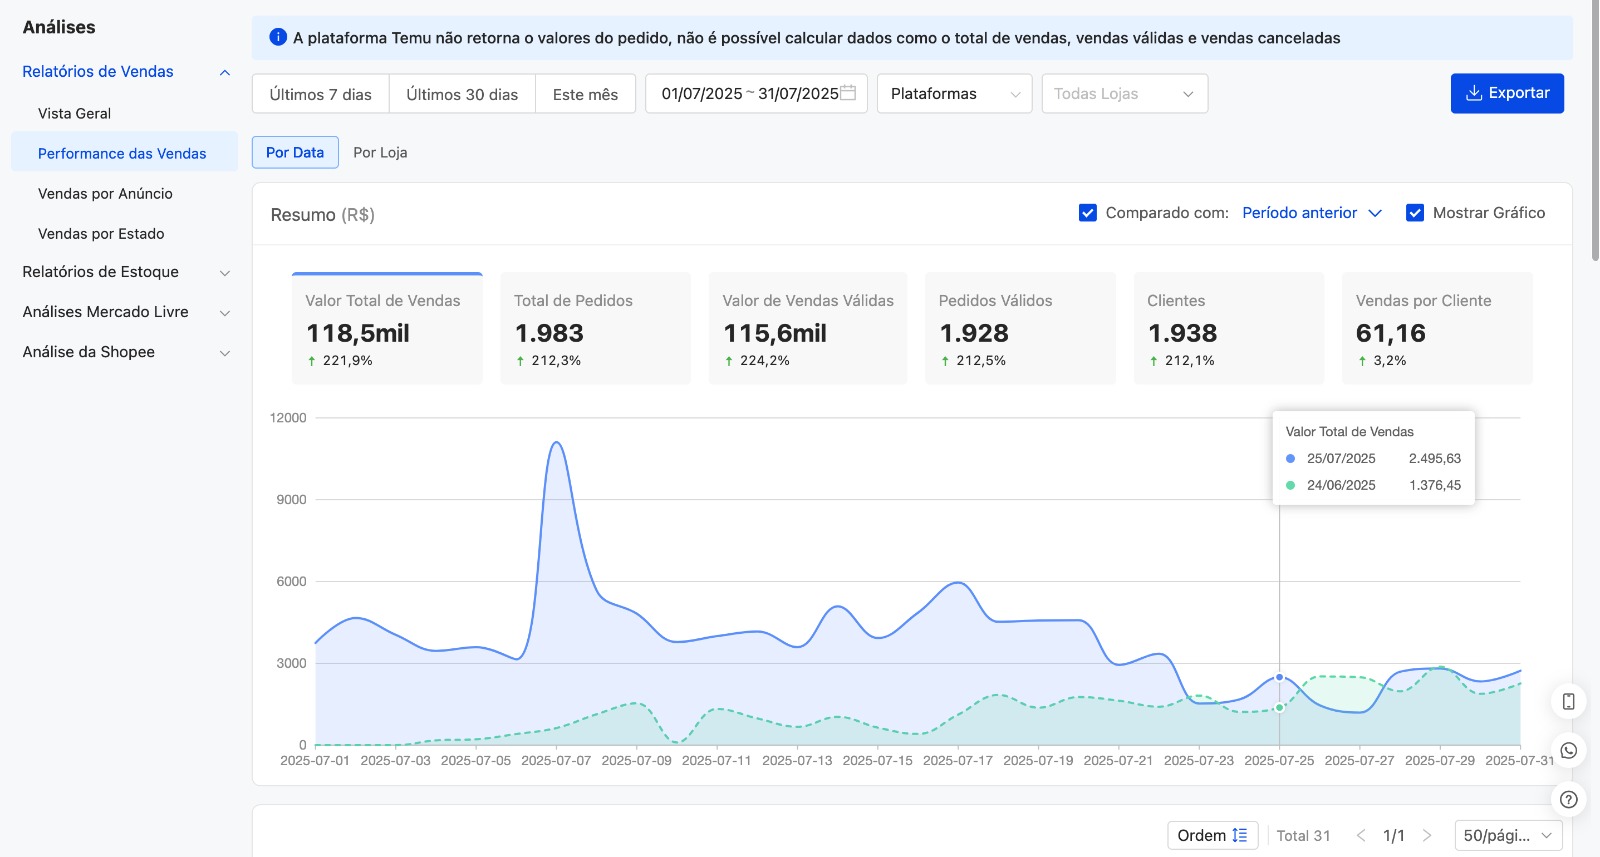 Análises
Relatórios de Vendas
Vista Geral
Performance das Vendas
Vendas por Anúncio
Vendas por Estado
Relatórios de Estoque
Análises Mercado Livre
Análise da Shopee
A plataforma Temu não retorna o valores do pedido, não é possível calcular dados como o total de vendas, vendas válidas e vendas canceladas
Últimos 7 dias Últimos 30 dias Este mês 01/07/2025 ~ 31/07/2025 Plataformas Todas Lojas Exportar
Por Data Por Loja
Resumo (R$) Comparado com: Período anterior Mostrar Gráfico
Valor Total de Vendas Total de Pedidos Valor de Vendas Válidas Pedidos Válidos Clientes Vendas por Cliente
118,5mil 1.983 115,6mil 1.928 1.938 61,16
↑ 221,9% ↑ 212,3% ↑ 224,2% ↑ 212,5% ↑ 212,1% ↑ 3,2%
12000
9000
6000
3000
0
Valor Total de Vendas
25/07/2025 2.495,63
24/06/2025 1.376,45
2025-07-01 2025-07-03 2025-07-05 2025-07-07 2025-07-09 2025-07-11 2025-07-13 2025-07-15 2025-07-17 2025-07-19 2025-07-21 2025-07-23 2025-07-25 2025-07-27 2025-07-29 2025-07-31
Ordem Total 31 < 1/1 > 50/pági...